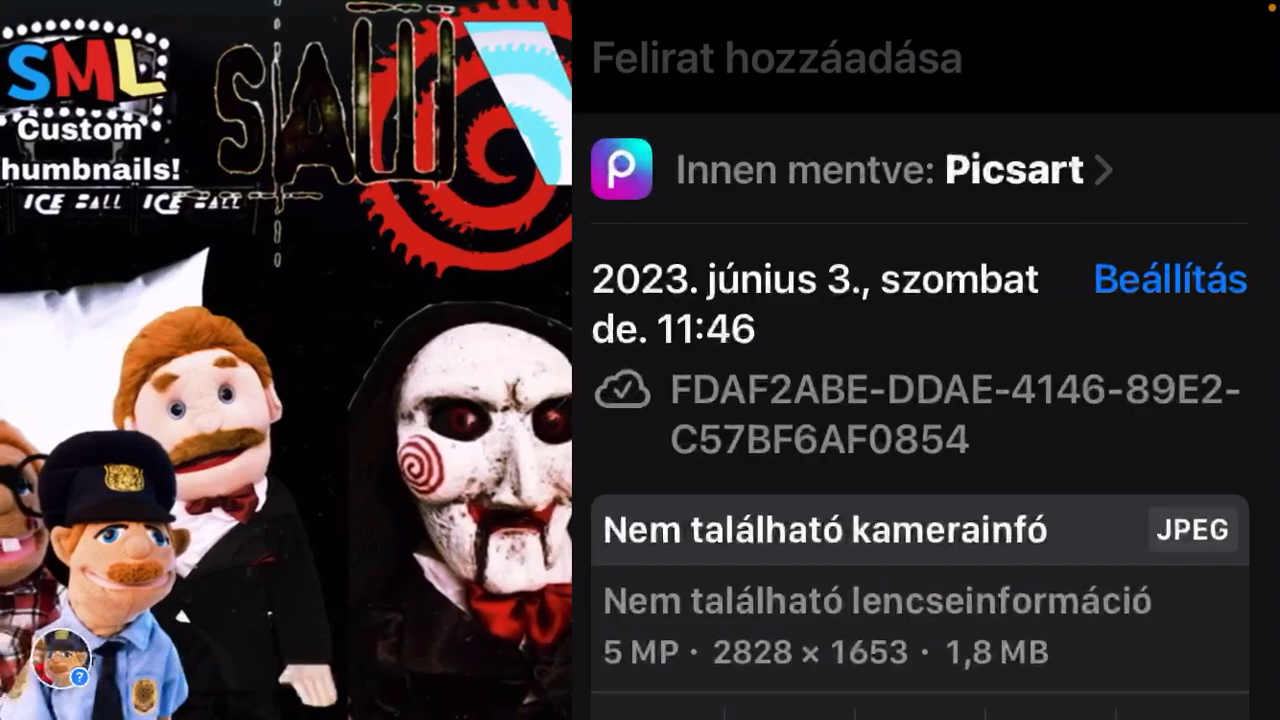 SML
Custom
humbnails!
ICE BALL ICE BALL
SAW
Felirat hozzáadása
Innen mentve: Picsart
2023. június 3., szombat
Beállítás
de. 11:46
FDAF2ABE-DDAE-4146-89E2-
C57BF6AF0854
Nem található kamerainfó
JPEG
Nem található lencseinformáció
5 MP · 2828 × 1653 · 1,8 MB